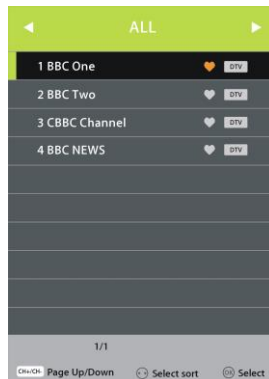 ALL
1 BBC One DTV
2 BBC Two DTV
3 CBBC Channel DTV
4 BBC NEWS DTV
1/1
CH+/CH- Page Up/Down Select sort OK Select